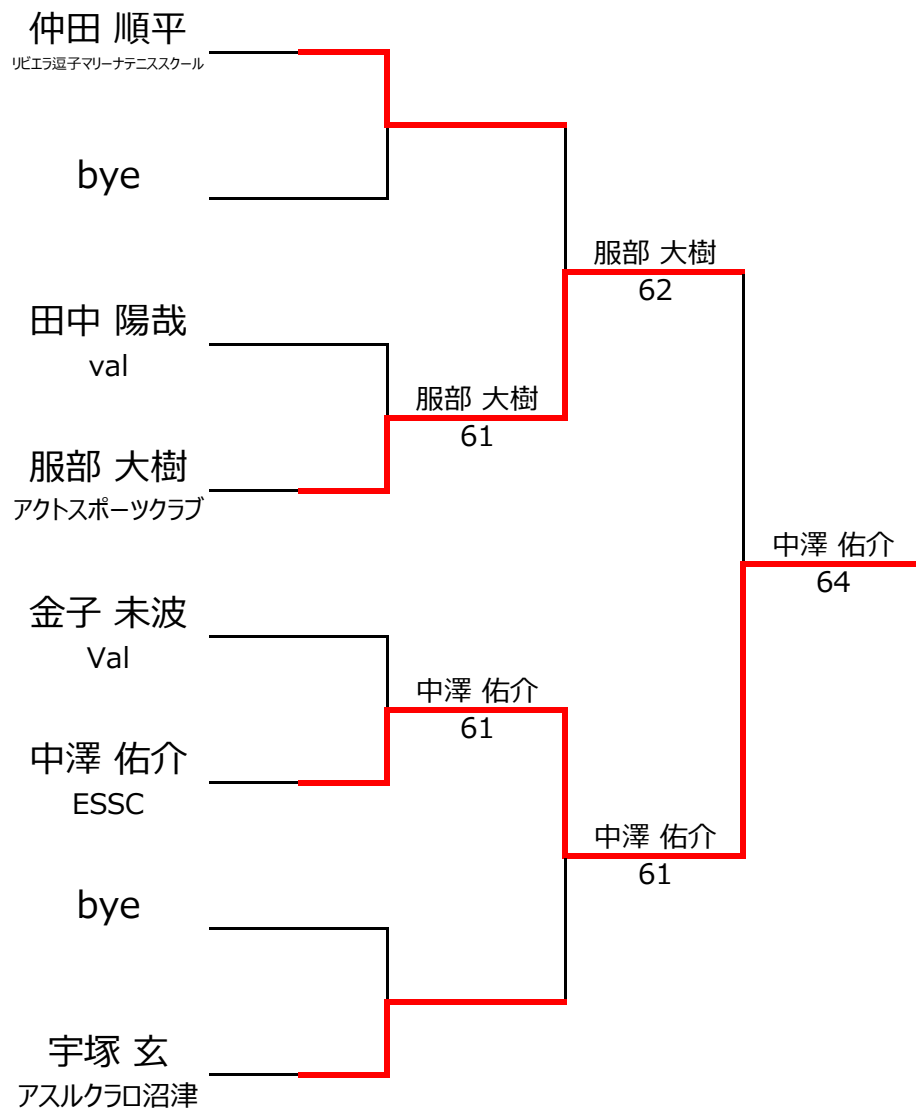 仲田 順平
リビエラ逗子マリーナテニススクール
bye
服部 大樹
62
田中 陽哉
val
服部 大樹
61
服部 大樹
アクトスポーツクラブ
中澤 佑介
64
金子 未波
Val
中澤 佑介
61
中澤 佑介
ESSC
中澤 佑介
61
bye
宇塚 玄
アスルクラロ沼津